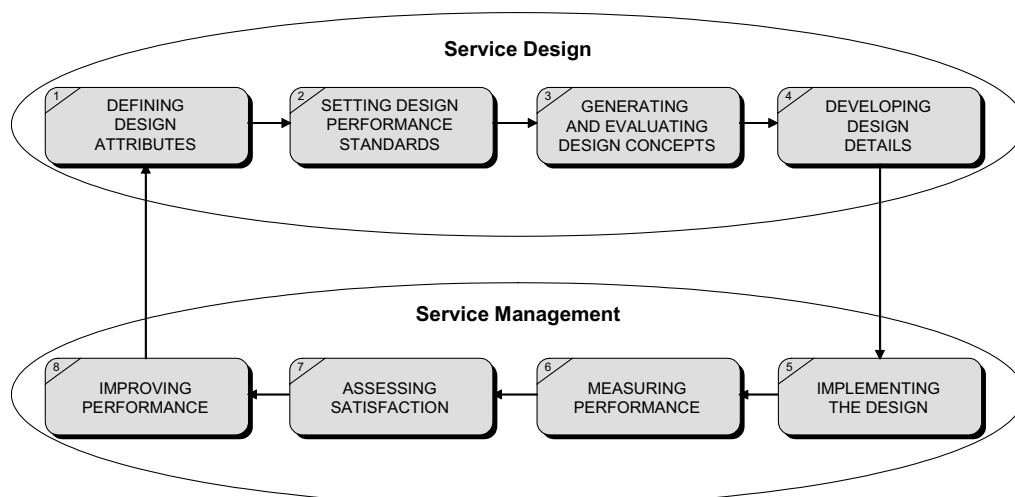 Service Design
1
DEFINING
DESIGN
ATTRIBUTES
2
SETTING DESIGN
PERFORMANCE
STANDARDS
3
GENERATING
AND EVALUATING
DESIGN CONCEPTS
4
DEVELOPING
DESIGN
DETAILS
Service Management
8
IMPROVING
PERFORMANCE
7
ASSESSING
SATISFACTION
6
MEASURING
PERFORMANCE
5
IMPLEMENTING
THE DESIGN